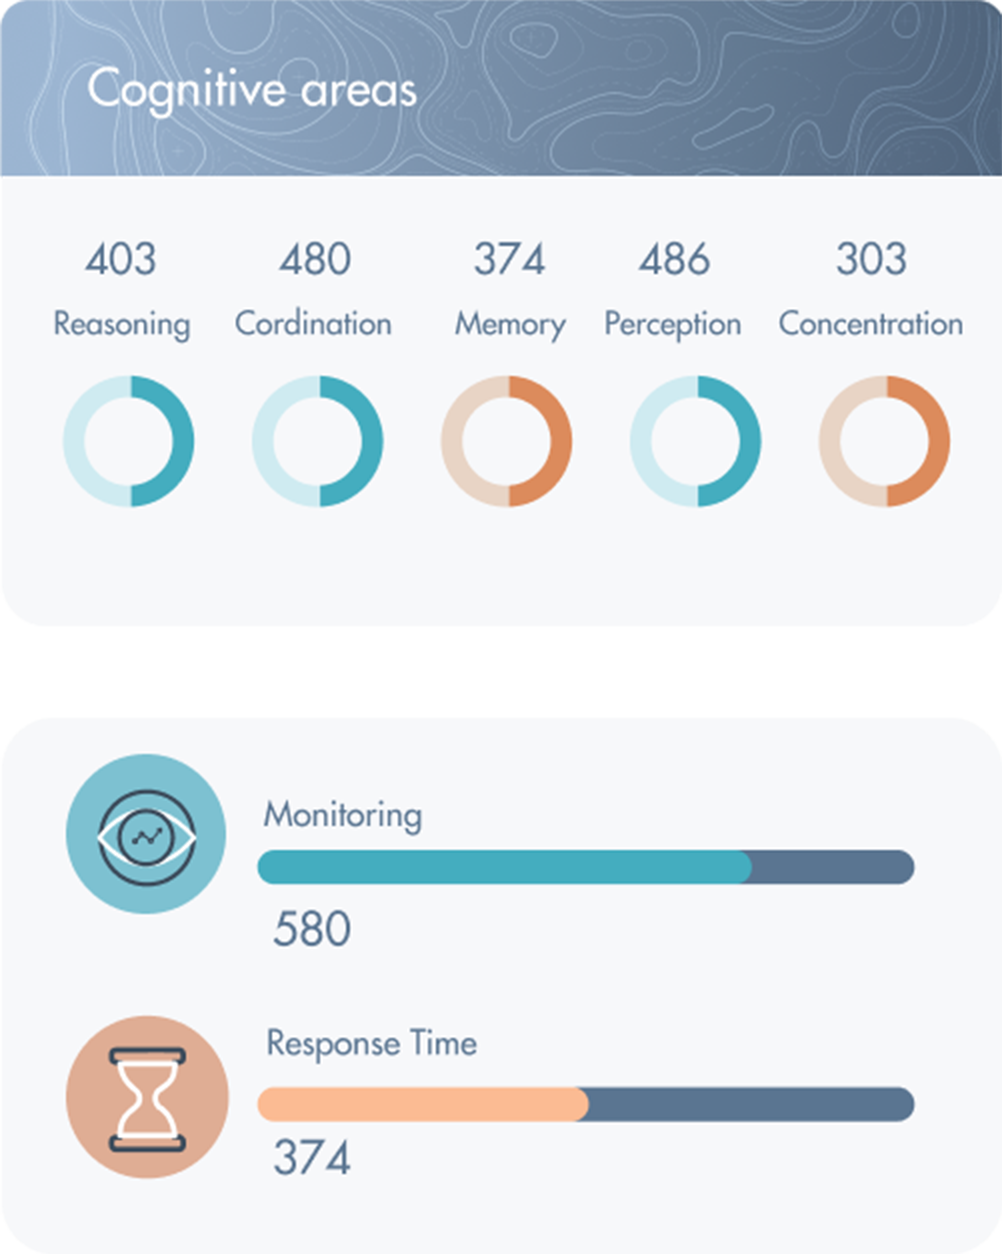 Cognitive areas
403 480 374 486 303
Reasoning Cordination Memory Perception Concentration
Monitoring
580
Response Time
374